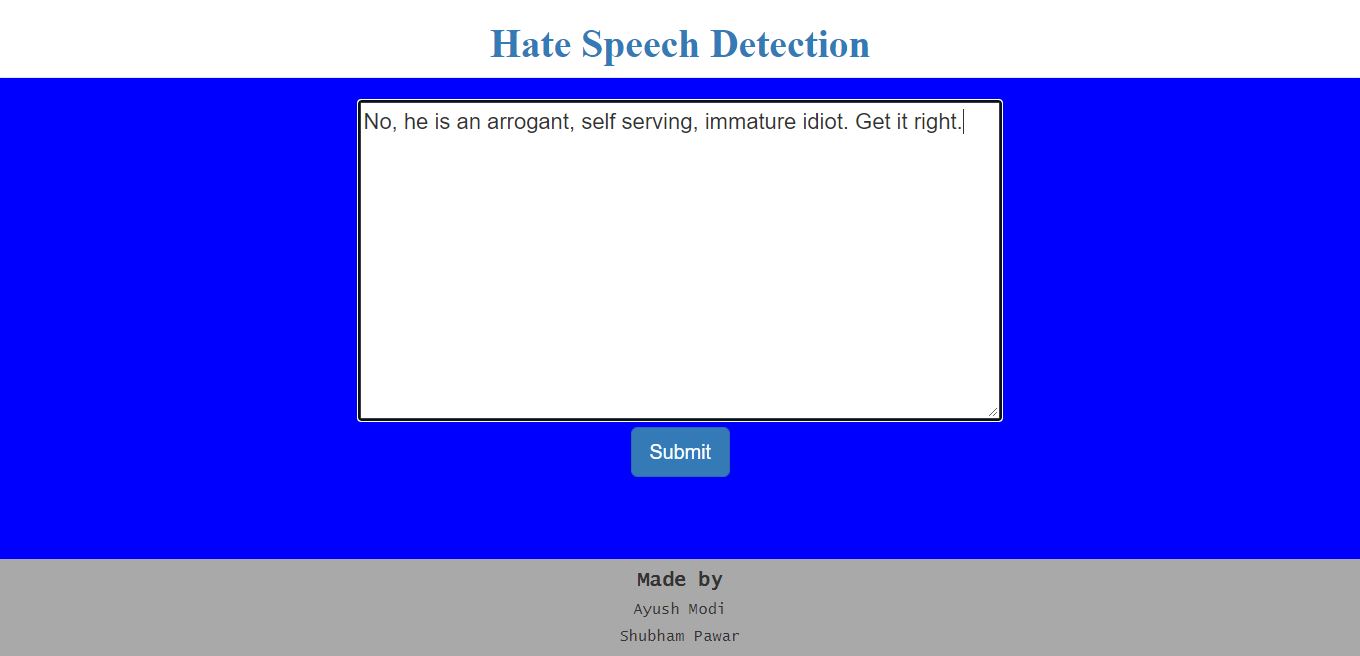 Hate Speech Detection
No, he is an arrogant, self serving, immature idiot. Get it right.
Submit
Made by
Ayush Modi
Shubham Pawar